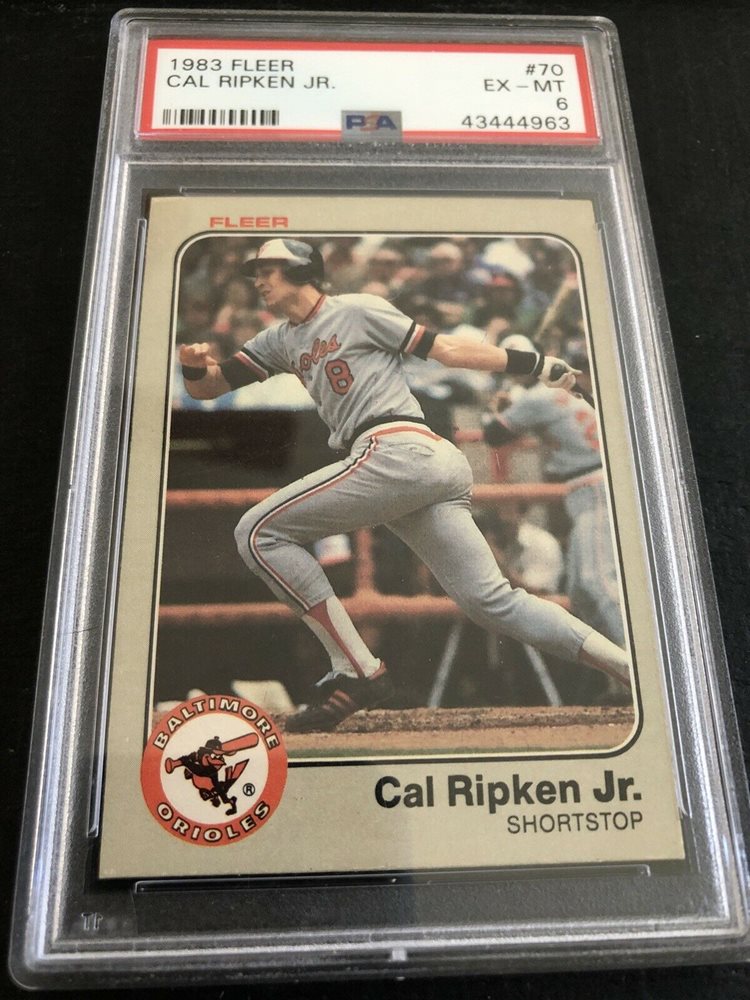 1983 FLEER #70
CAL RIPKEN JR. EX - MT
6
PSA 43444963
FLEER
oles
8
BALTIMORE
ORIOLES
®
Cal Ripken Jr.
SHORTSTOP